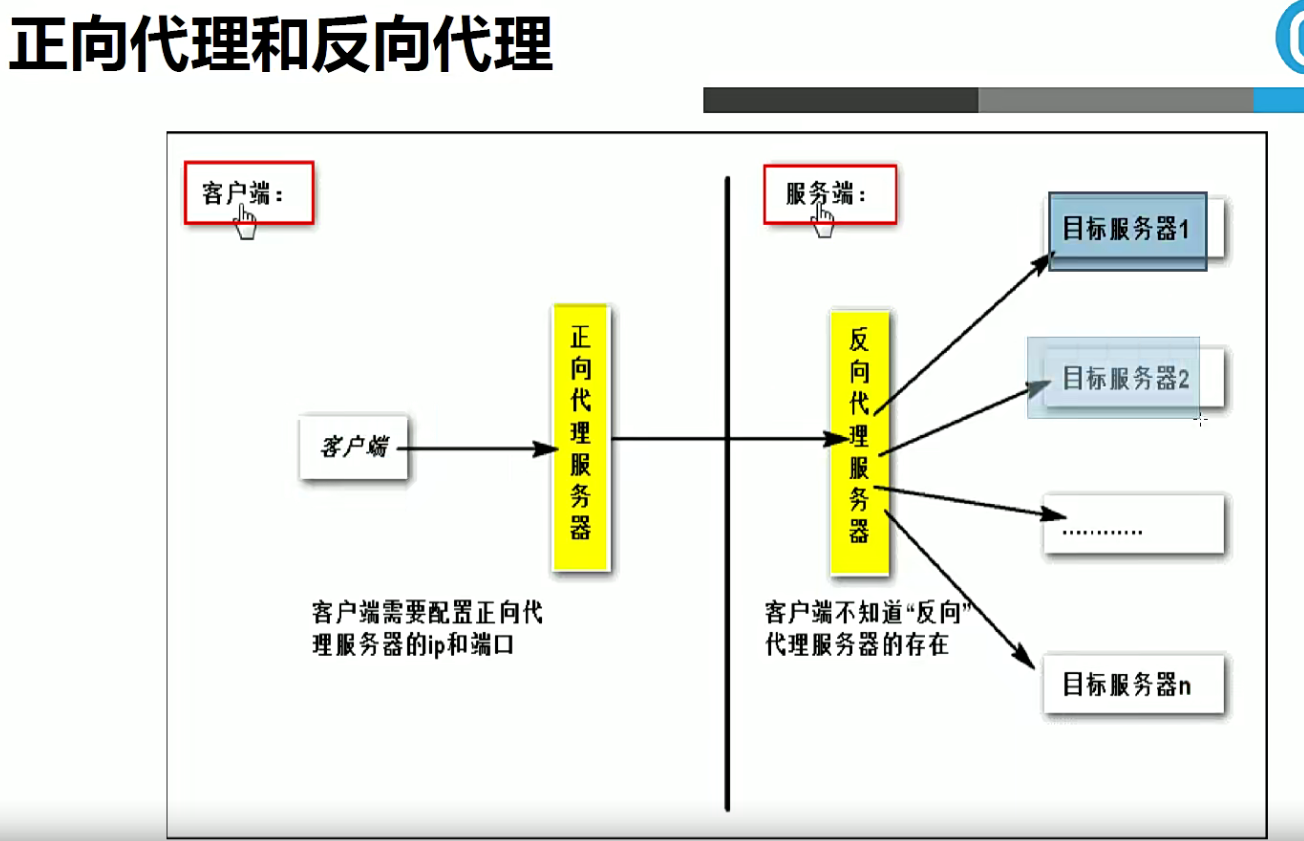 正向代理和反向代理
客户端：
服务端：
目标服务器1
正向代理服务器
反向代理服务器
目标服务器2
客户端
…………
客户端需要配置正向代
理服务器的ip和端口
客户端不知道“反向”
代理服务器的存在
目标服务器n